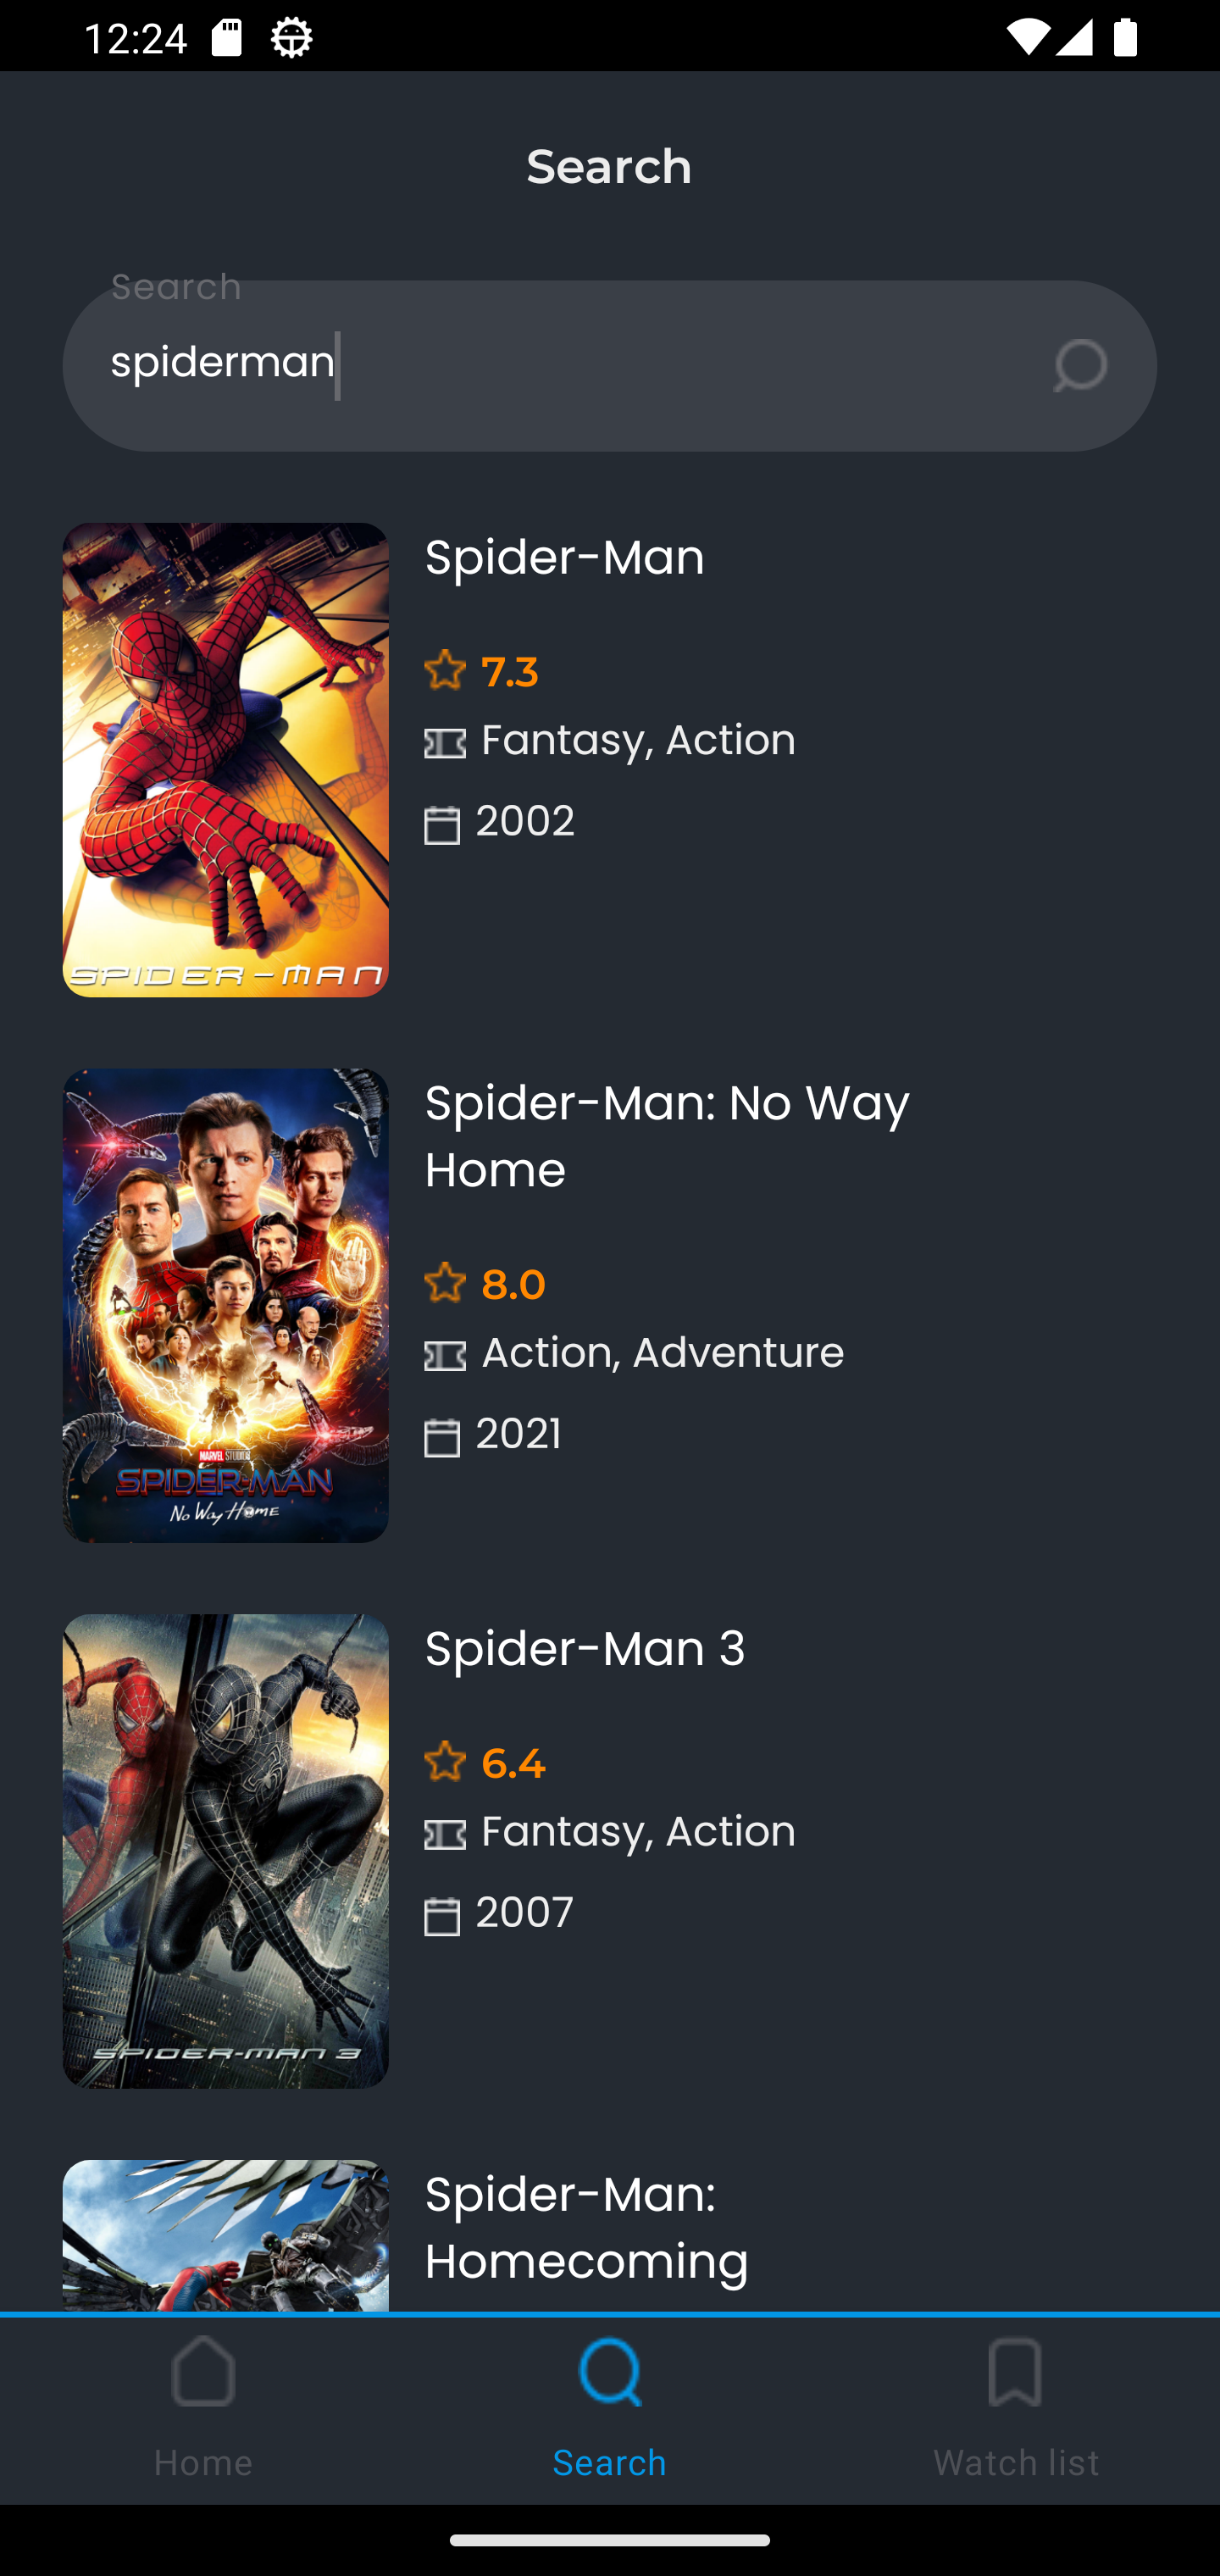 12:24
Search
Search
spiderman
Spider-Man
7.3
Fantasy, Action
2002
SPIDER-MAN
Spider-Man: No Way
Home
8.0
Action, Adventure
2021
MARVEL STUDIOS
SPIDER-MAN
No Way Home
Spider-Man 3
6.4
Fantasy, Action
2007
SPIDER-MAN 3
Spider-Man:
Homecoming
Home
Search
Watch list